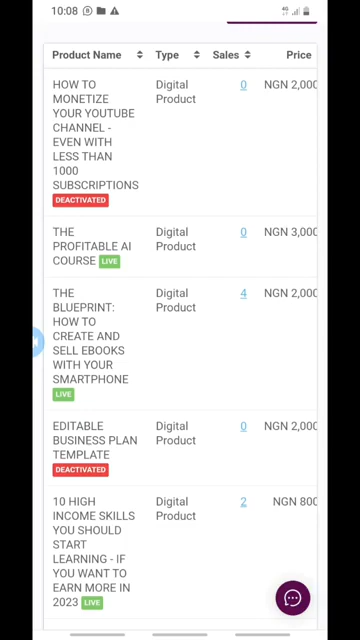 10:08
Product Name Type Sales Price
HOW TO Digital 0 NGN 2,000
MONETIZE Product
YOUR YOUTUBE
CHANNEL -
EVEN WITH
LESS THAN
1000
SUBSCRIPTIONS
DEACTIVATED
THE Digital 0 NGN 3,000
PROFITABLE AI Product
COURSE LIVE
THE Digital 4 NGN 2,000
BLUEPRINT: Product
HOW TO
CREATE AND
SELL EBOOKS
WITH YOUR
SMARTPHONE
LIVE
EDITABLE Digital 0 NGN 2,000
BUSINESS PLAN Product
TEMPLATE
DEACTIVATED
10 HIGH Digital 2 NGN 800
INCOME SKILLS Product
YOU SHOULD
START
LEARNING - IF
YOU WANT TO
EARN MORE IN
2023 LIVE